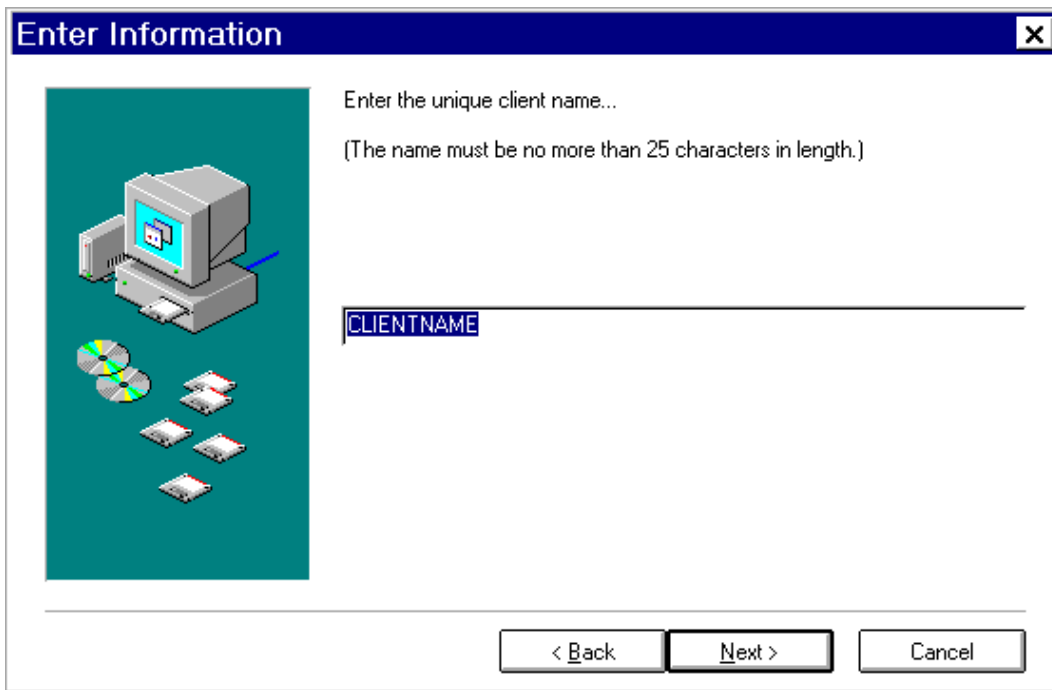 Enter Information
Enter the unique client name...
(The name must be no more than 25 characters in length.)
CLIENTNAME
< Back
Next >
Cancel